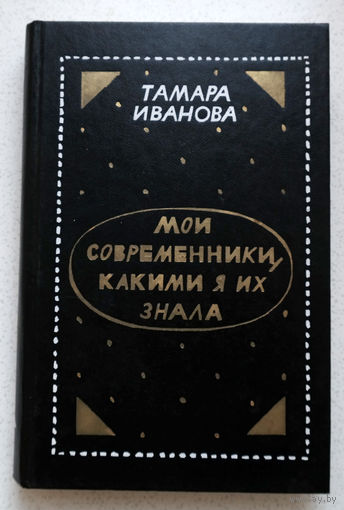 ТАМАРА
ИВАНОВА
МОИ
СОВРЕМЕННИКИ,
КАКИМИ Я ИХ
ЗНАЛА